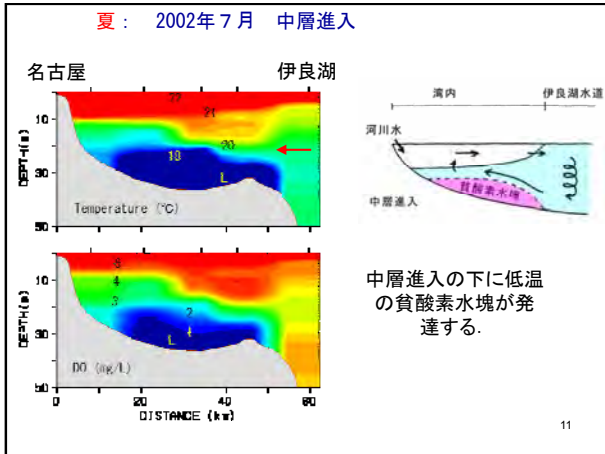 夏： 2002年７月 中層進入
名古屋 伊良湖
22
21
20
18
L
10
30
50
DEPTH(m)
Temperature (°C)
湾内 伊良湖水道
河川水
貧酸素水塊
中層進入
中層進入の下に低温
の貧酸素水塊が発
達する.
4
3
2
L
10
30
50
DEPTH(m)
DO (mg/L)
0 20 40 60
DISTANCE (km)
11